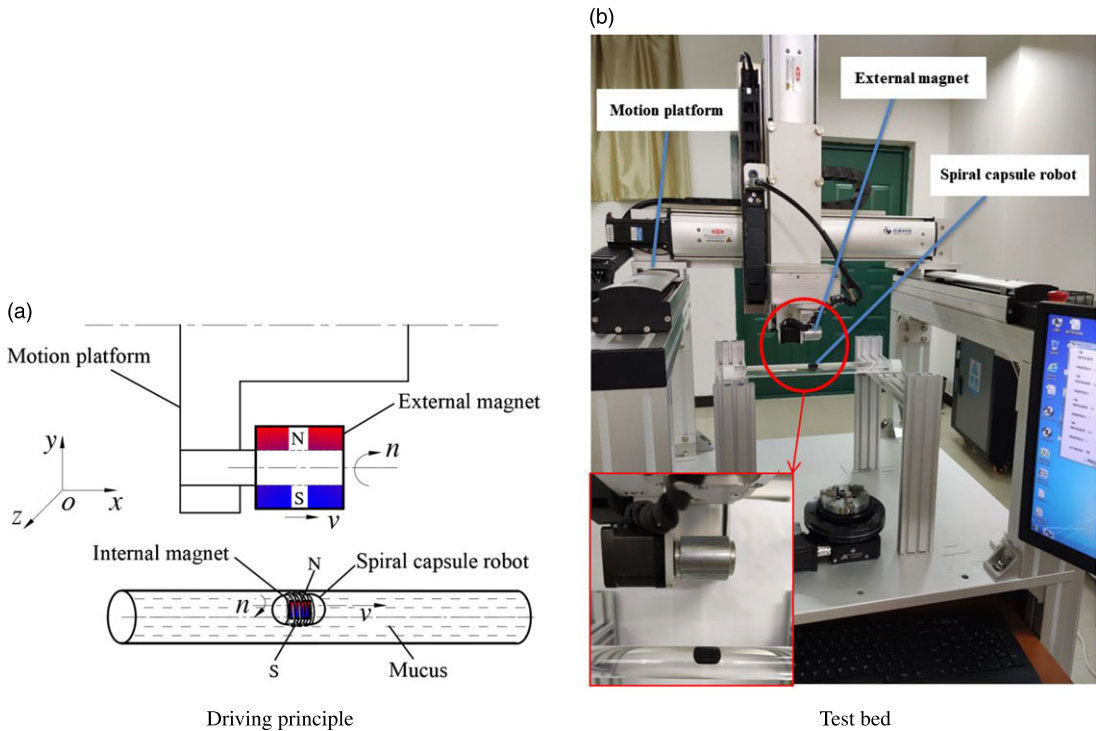 (a)
Motion platform
External magnet
N
S
n
v
y
x
o
z
Internal magnet
N
Spiral capsule robot
n
v
S
Mucus
Driving principle
(b)
External magnet
Motion platform
Spiral capsule robot
Test bed